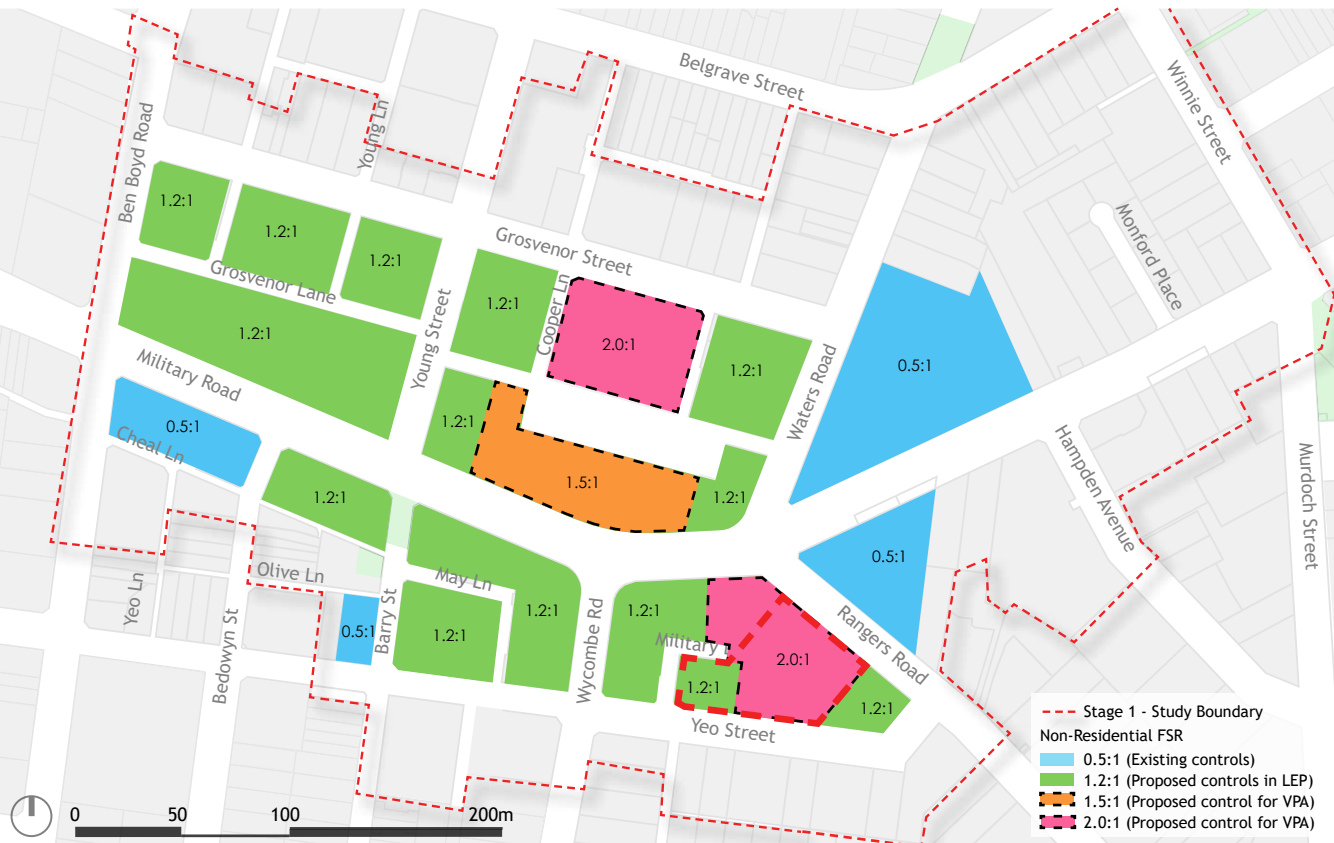 Belgrave Street
Winnie Street
Young Ln
Ben Boyd Road
1.2:1
1.2:1
1.2:1
Grosvenor Street
Monford Place
Grosvenor Lane
1.2:1
Cooper Ln
2.0:1
1.2:1
Young Street
1.2:1
Waters Road
0.5:1
Military Road
0.5:1
Cheal Ln
1.2:1
1.5:1
1.2:1
1.2:1
Hampden Avenue
Murdoch Street
0.5:1
Olive Ln
May Ln
Yeo Ln
Bedowyn St
0.5:1
Barry St
1.2:1
1.2:1
Wycombe Rd
1.2:1
Military
2.0:1
Rangers Road
1.2:1
1.2:1
Yeo Street
Stage 1 - Study Boundary
Non-Residential FSR
0.5:1 (Existing controls)
1.2:1 (Proposed controls in LEP)
1.5:1 (Proposed control for VPA)
2.0:1 (Proposed control for VPA)
0 50 100 200m